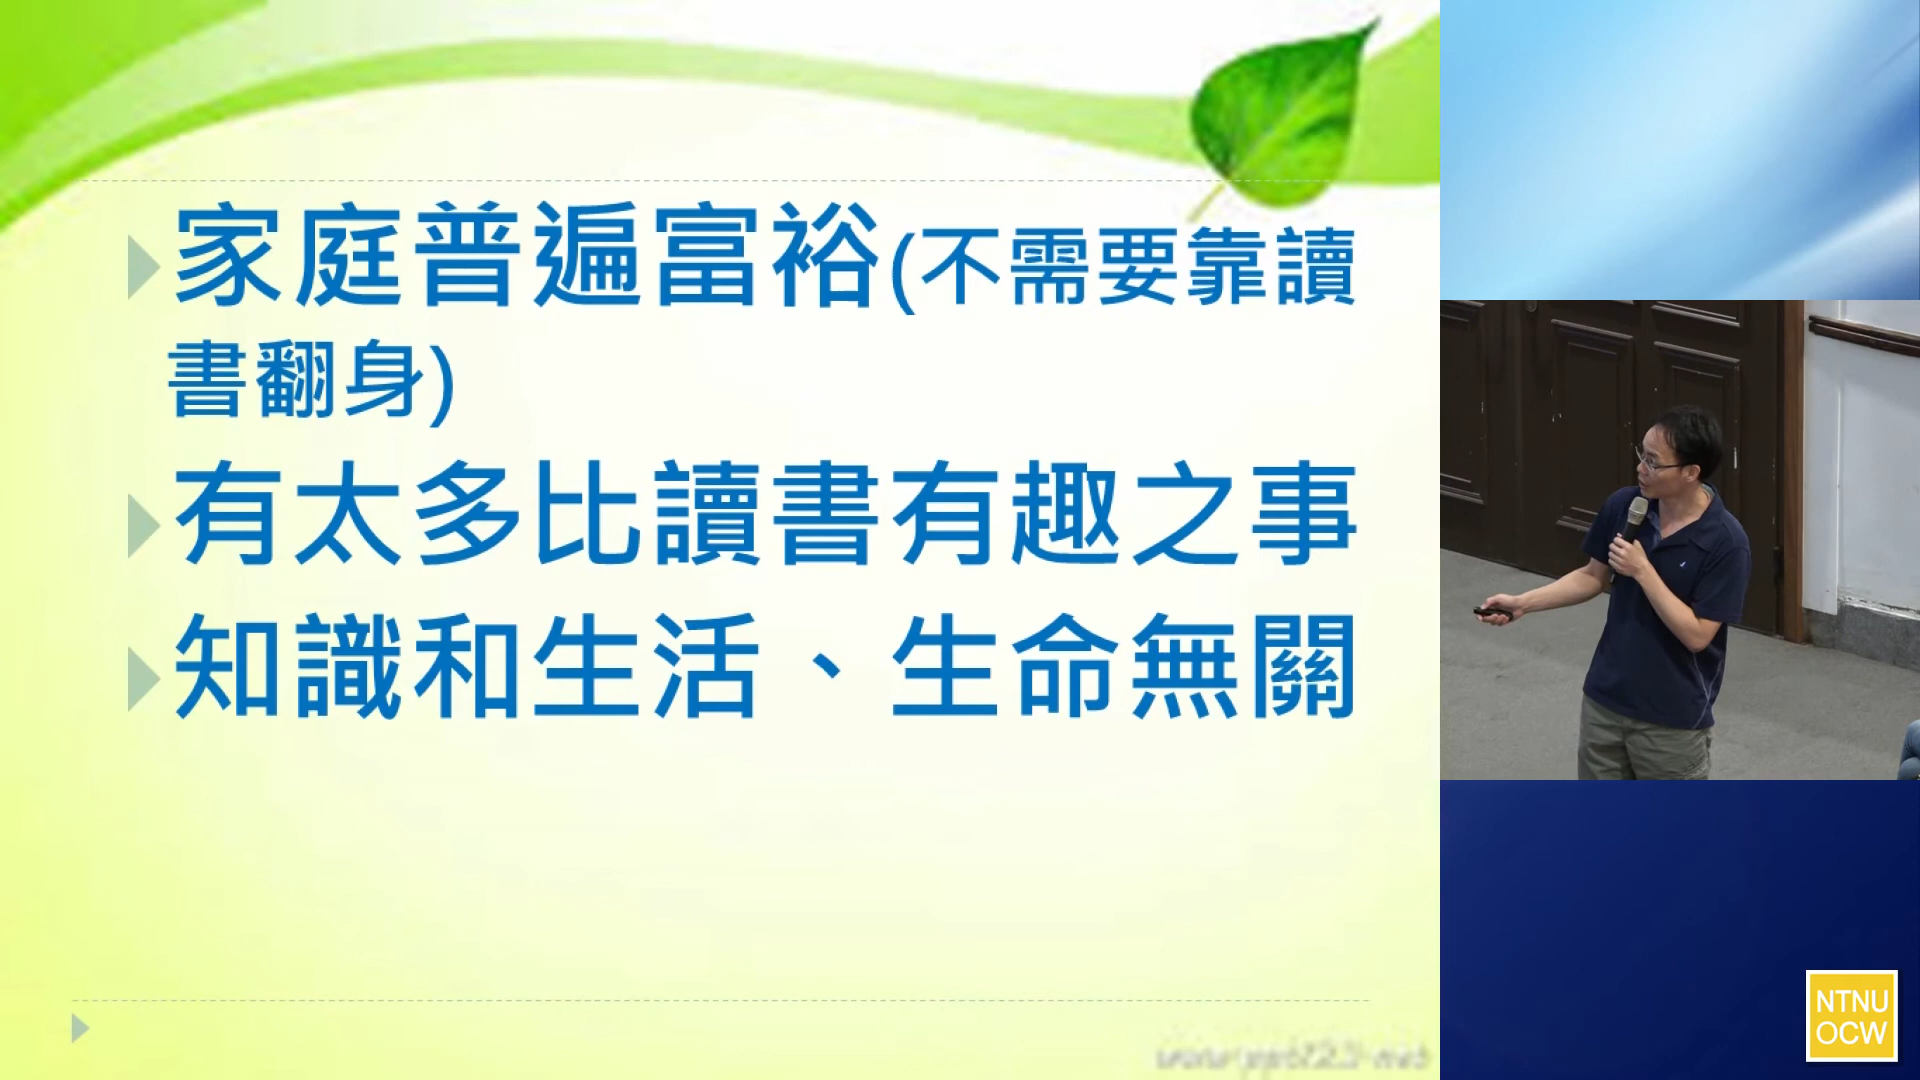 家庭普遍富裕(不需要靠讀
書翻身)
有太多比讀書有趣之事
知識和生活、生命無關
NTNU
OCW